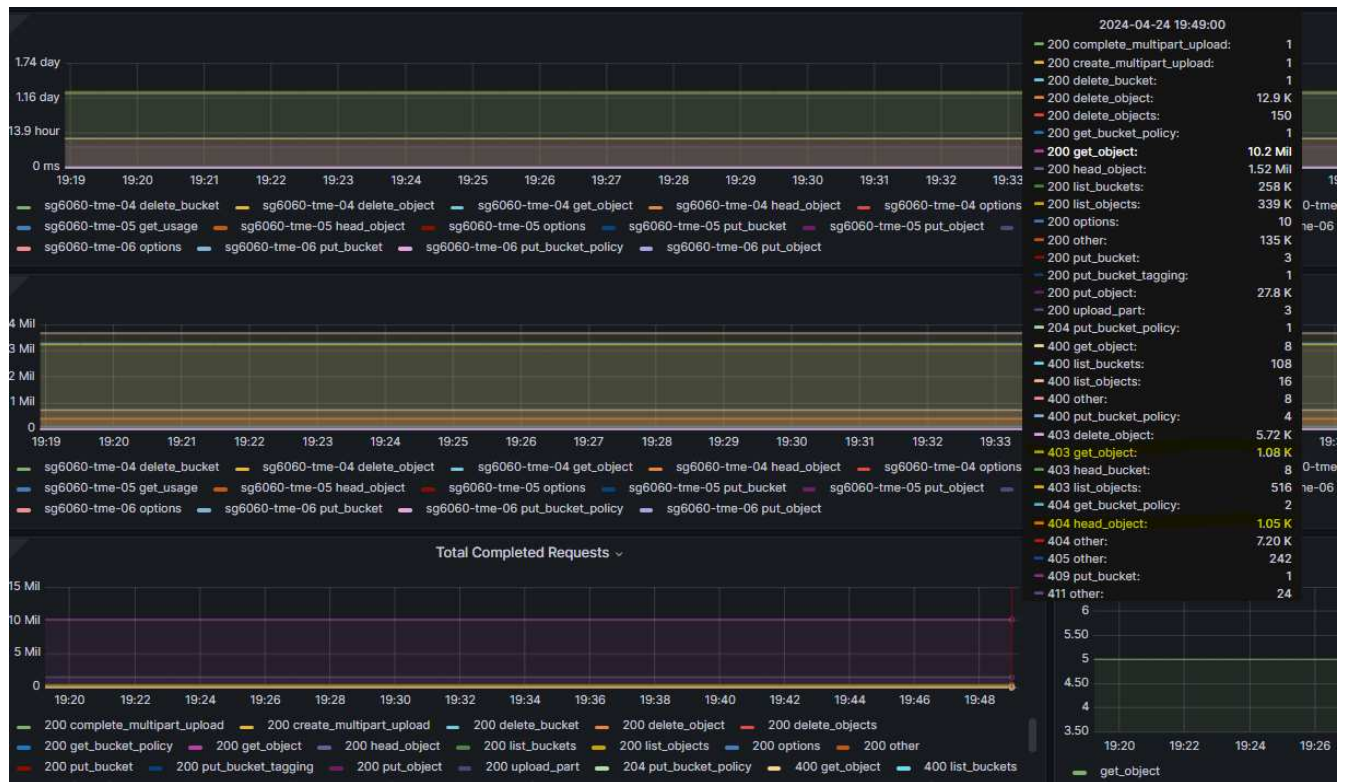 1.74 day
1.16 day
13.9 hour
0 ms
19:19 19:20 19:21 19:22 19:23 19:24 19:25 19:26 19:27 19:28 19:29 19:30 19:31 19:32 19:33
sg6060-tme-04 delete_bucket sg6060-tme-04 delete_object sg6060-tme-04 get_object sg6060-tme-04 head_object sg6060-tme-04 options
sg6060-tme-05 get_usage sg6060-tme-05 head_object sg6060-tme-05 options sg6060-tme-05 put_bucket sg6060-tme-05 put_object
sg6060-tme-06 options sg6060-tme-06 put_bucket sg6060-tme-06 put_bucket_policy sg6060-tme-06 put_object
4 Mil
3 Mil
2 Mil
1 Mil
0
19:19 19:20 19:21 19:22 19:23 19:24 19:25 19:26 19:27 19:28 19:29 19:30 19:31 19:32 19:33
sg6060-tme-04 delete_bucket sg6060-tme-04 delete_object sg6060-tme-04 get_object sg6060-tme-04 head_object sg6060-tme-04 options
sg6060-tme-05 get_usage sg6060-tme-05 head_object sg6060-tme-05 options sg6060-tme-05 put_bucket sg6060-tme-05 put_object
sg6060-tme-06 options sg6060-tme-06 put_bucket sg6060-tme-06 put_bucket_policy sg6060-tme-06 put_object
Total Completed Requests
15 Mil
10 Mil
5 Mil
0
19:20 19:22 19:24 19:26 19:28 19:30 19:32 19:34 19:36 19:38 19:40 19:42 19:44 19:46 19:48
200 complete_multipart_upload 200 create_multipart_upload 200 delete_bucket 200 delete_object 200 delete_objects
200 get_bucket_policy 200 get_object 200 head_object 200 list_buckets 200 list_objects 200 options 200 other
200 put_bucket 200 put_bucket_tagging 200 put_object 200 upload_part 204 put_bucket_policy 400 get_object 400 list_buckets
2024-04-24 19:49:00
200 complete_multipart_upload: 1
200 create_multipart_upload: 1
200 delete_bucket: 1
200 delete_object: 12.9 K
200 delete_objects: 150
200 get_bucket_policy: 1
200 get_object: 10.2 Mil
200 head_object: 1.52 Mil
200 list_buckets: 258 K
200 list_objects: 339 K
200 options: 10
200 other: 135 K
200 put_bucket: 3
200 put_bucket_tagging: 1
200 put_object: 27.8 K
200 upload_part: 3
204 put_bucket_policy: 1
400 get_object: 8
400 list_buckets: 108
400 list_objects: 16
400 other: 8
400 put_bucket_policy: 4
403 delete_object: 5.72 K
403 get_object: 1.08 K
403 head_bucket: 8
403 list_objects: 516
404 get_bucket_policy: 2
404 head_object: 1.05 K
404 other: 7.20 K
405 other: 242
409 put_bucket: 1
411 other: 24
6
5.50
5
4.50
4
3.50
19:20 19:22 19:24 19:26
get_object